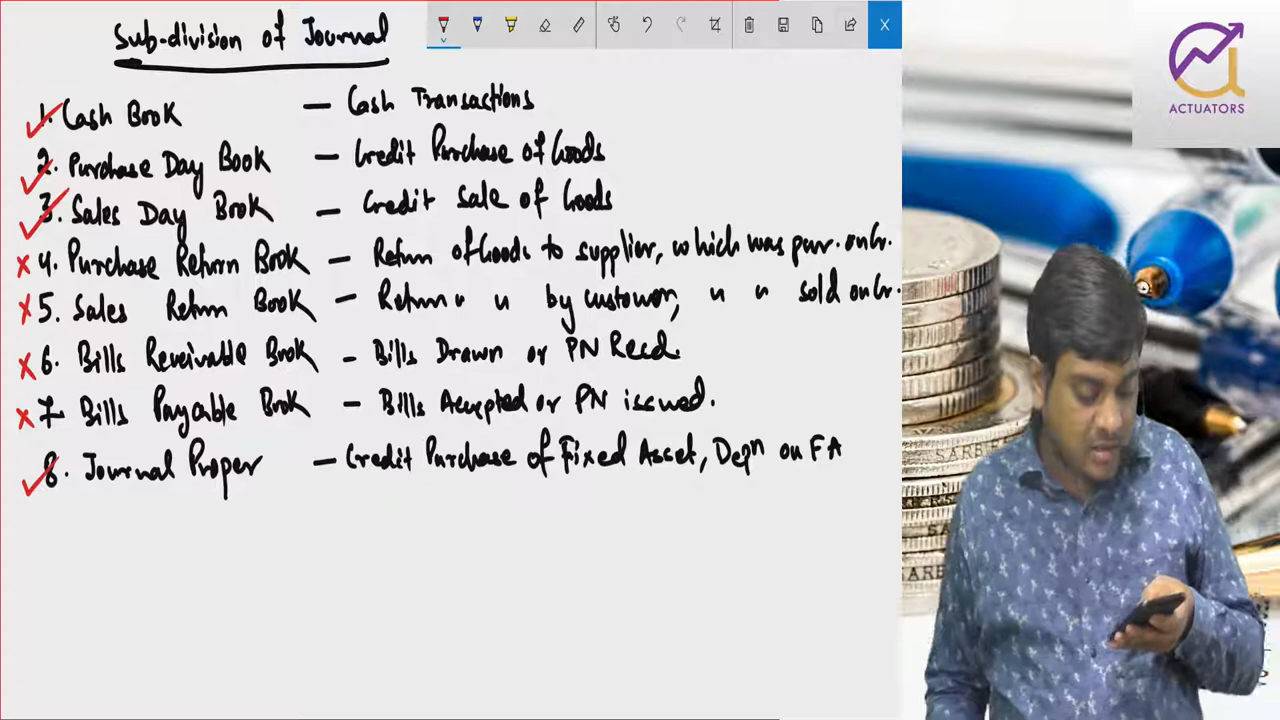 Sub-division of Journal
1. Cash Book — Cash Transactions
2. Purchase Day Book — Credit Purchase of Goods
3. Sales Day Book — Credit Sale of Goods
4. Purchase Return Book — Return of Goods to supplier, which was pur. on Cr.
5. Sales Return Book — Return 〃 〃 by customer, 〃 〃 sold on Cr.
6. Bills Receivable Book — Bills Drawn or PN Recd.
7. Bills Payable Book — Bills Accepted or PN issued.
8. Journal Proper — Credit Purchase of Fixed Asset, Depn on FA
ACTUATORS